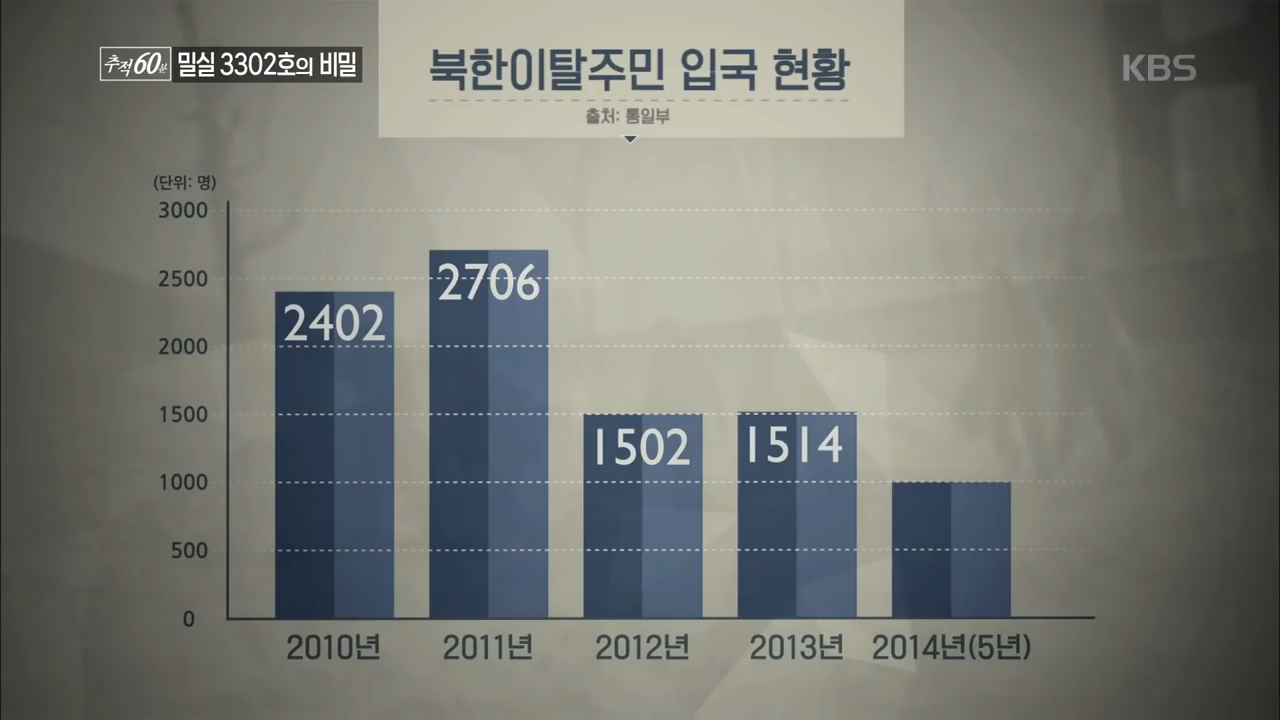 추적60분 밀실 3302호의 비밀
북한이탈주민 입국 현황
KBS
출처: 통일부
(단위: 명)
3000
2500
2000
1500
1000
500
0
2402
2706
1502
1514
2010년 2011년 2012년 2013년 2014년(5년)